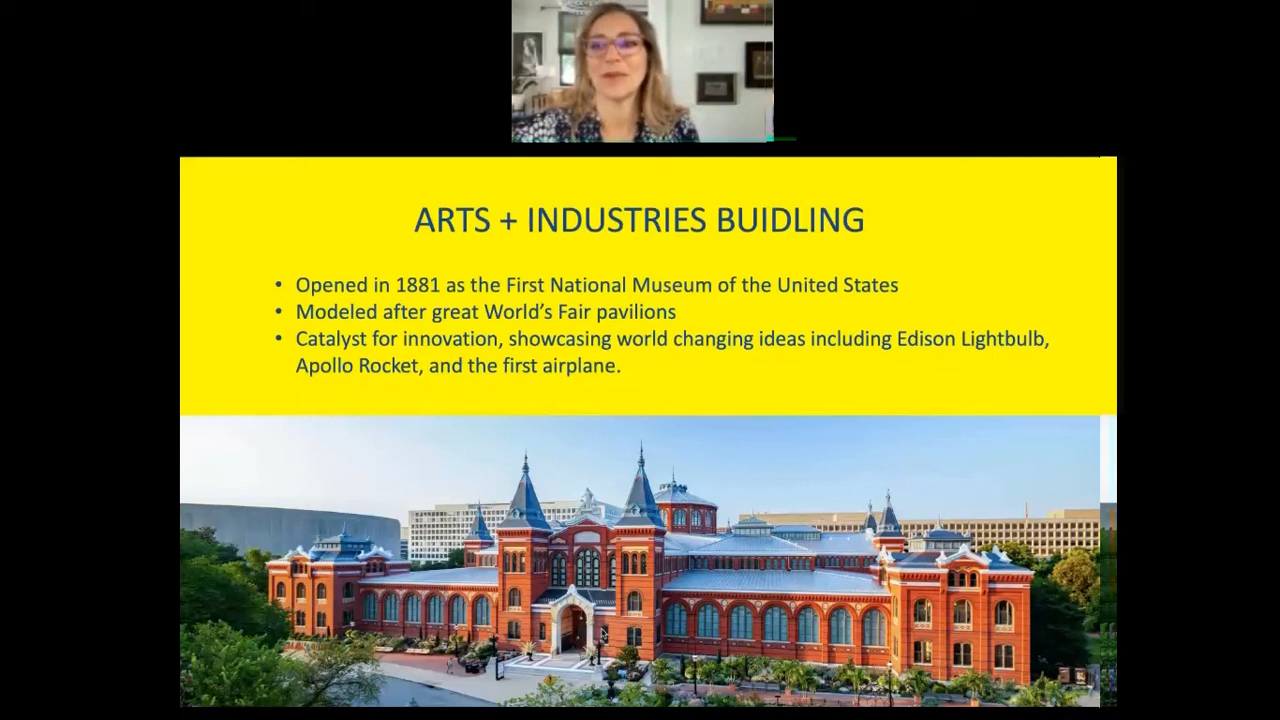 ARTS + INDUSTRIES BUIDLING
• Opened in 1881 as the First National Museum of the United States
• Modeled after great World's Fair pavilions
• Catalyst for innovation, showcasing world changing ideas including Edison Lightbulb,
Apollo Rocket, and the first airplane.